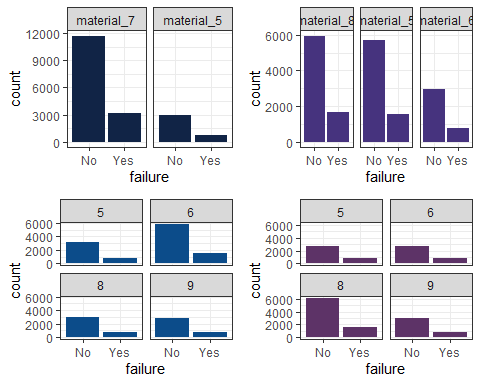 material_7 material_5
count
12000
9000
6000
3000
0
No Yes No Yes
failure
material_8 material_5 material_6
count
6000
4000
2000
0
No Yes No Yes No Yes
failure
5 6
count
6000
4000
2000
0
8 9
6000
4000
2000
0
No Yes No Yes
failure
5 6
count
6000
4000
2000
0
8 9
6000
4000
2000
0
No Yes No Yes
failure